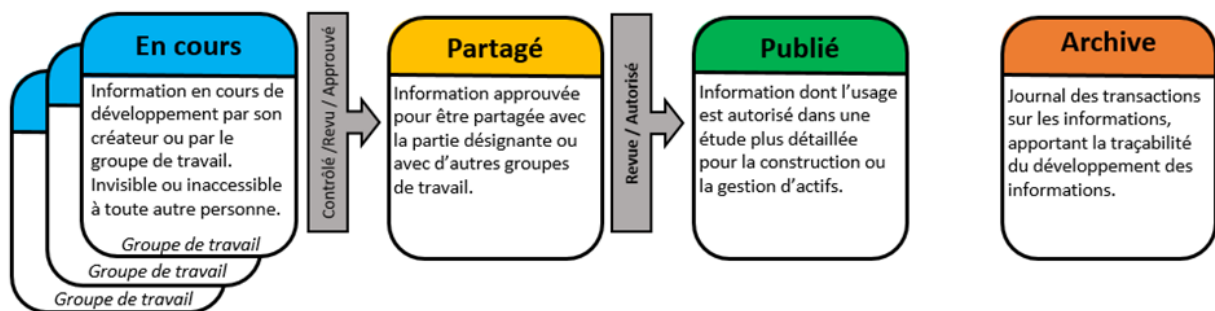 En cours
Information en cours de
développement par son
créateur ou par le
groupe de travail.
Invisible ou inaccessible
à toute autre personne.
Groupe de travail
Groupe de travail
Groupe de travail
Contrôlé /Revu / Approuvé
Partagé
Information approuvée
pour être partagée avec
la partie désignante ou
avec d'autres groupes
de travail.
Revue / Autorisé
Publié
Information dont l'usage
est autorisé dans une
étude plus détaillée
pour la construction ou
la gestion d'actifs.
Archive
Journal des transactions
sur les informations,
apportant la traçabilité
du développement des
informations.